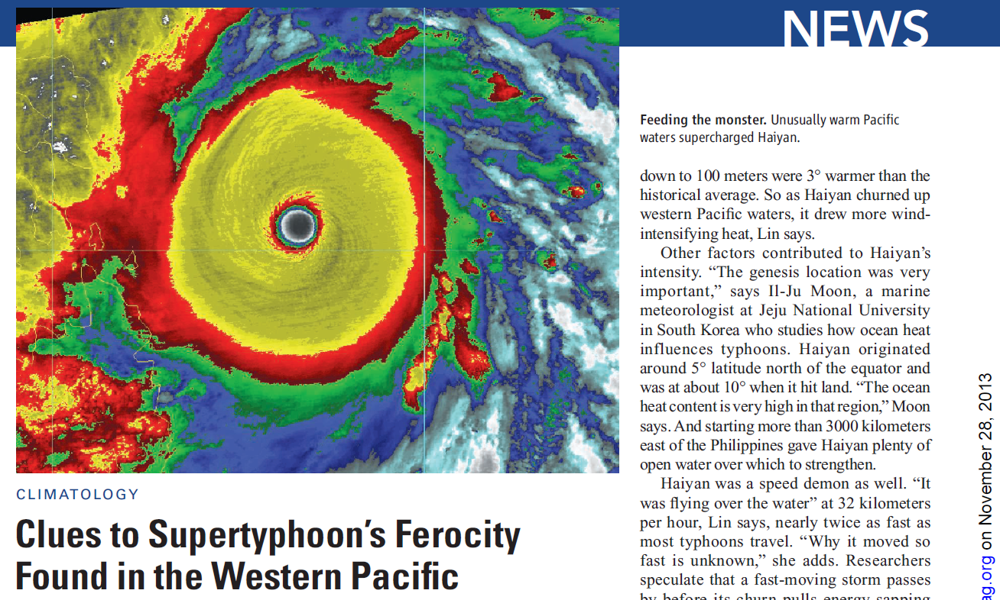 NEWS
Feeding the monster. Unusually warm Pacific
waters supercharged Haiyan.
CLIMATOLOGY
Clues to Supertyphoon’s Ferocity
Found in the Western Pacific
down to 100 meters were 3° warmer than the
historical average. So as Haiyan churned up
western Pacific waters, it drew more wind-
intensifying heat, Lin says.
Other factors contributed to Haiyan’s
intensity. “The genesis location was very
important,” says Il-Ju Moon, a marine
meteorologist at Jeju National University
in South Korea who studies how ocean heat
influences typhoons. Haiyan originated
around 5° latitude north of the equator and
was at about 10° when it hit land. “The ocean
heat content is very high in that region,” Moon
says. And starting more than 3000 kilometers
east of the Philippines gave Haiyan plenty of
open water over which to strengthen.
Haiyan was a speed demon as well. “It
was flying over the water” at 32 kilometers
per hour, Lin says, nearly twice as fast as
most typhoons travel. “Why it moved so
fast is unknown,” she adds. Researchers
speculate that a fast-moving storm passes
by before its churn pulls energy sapping
ag.org on November 28, 2013